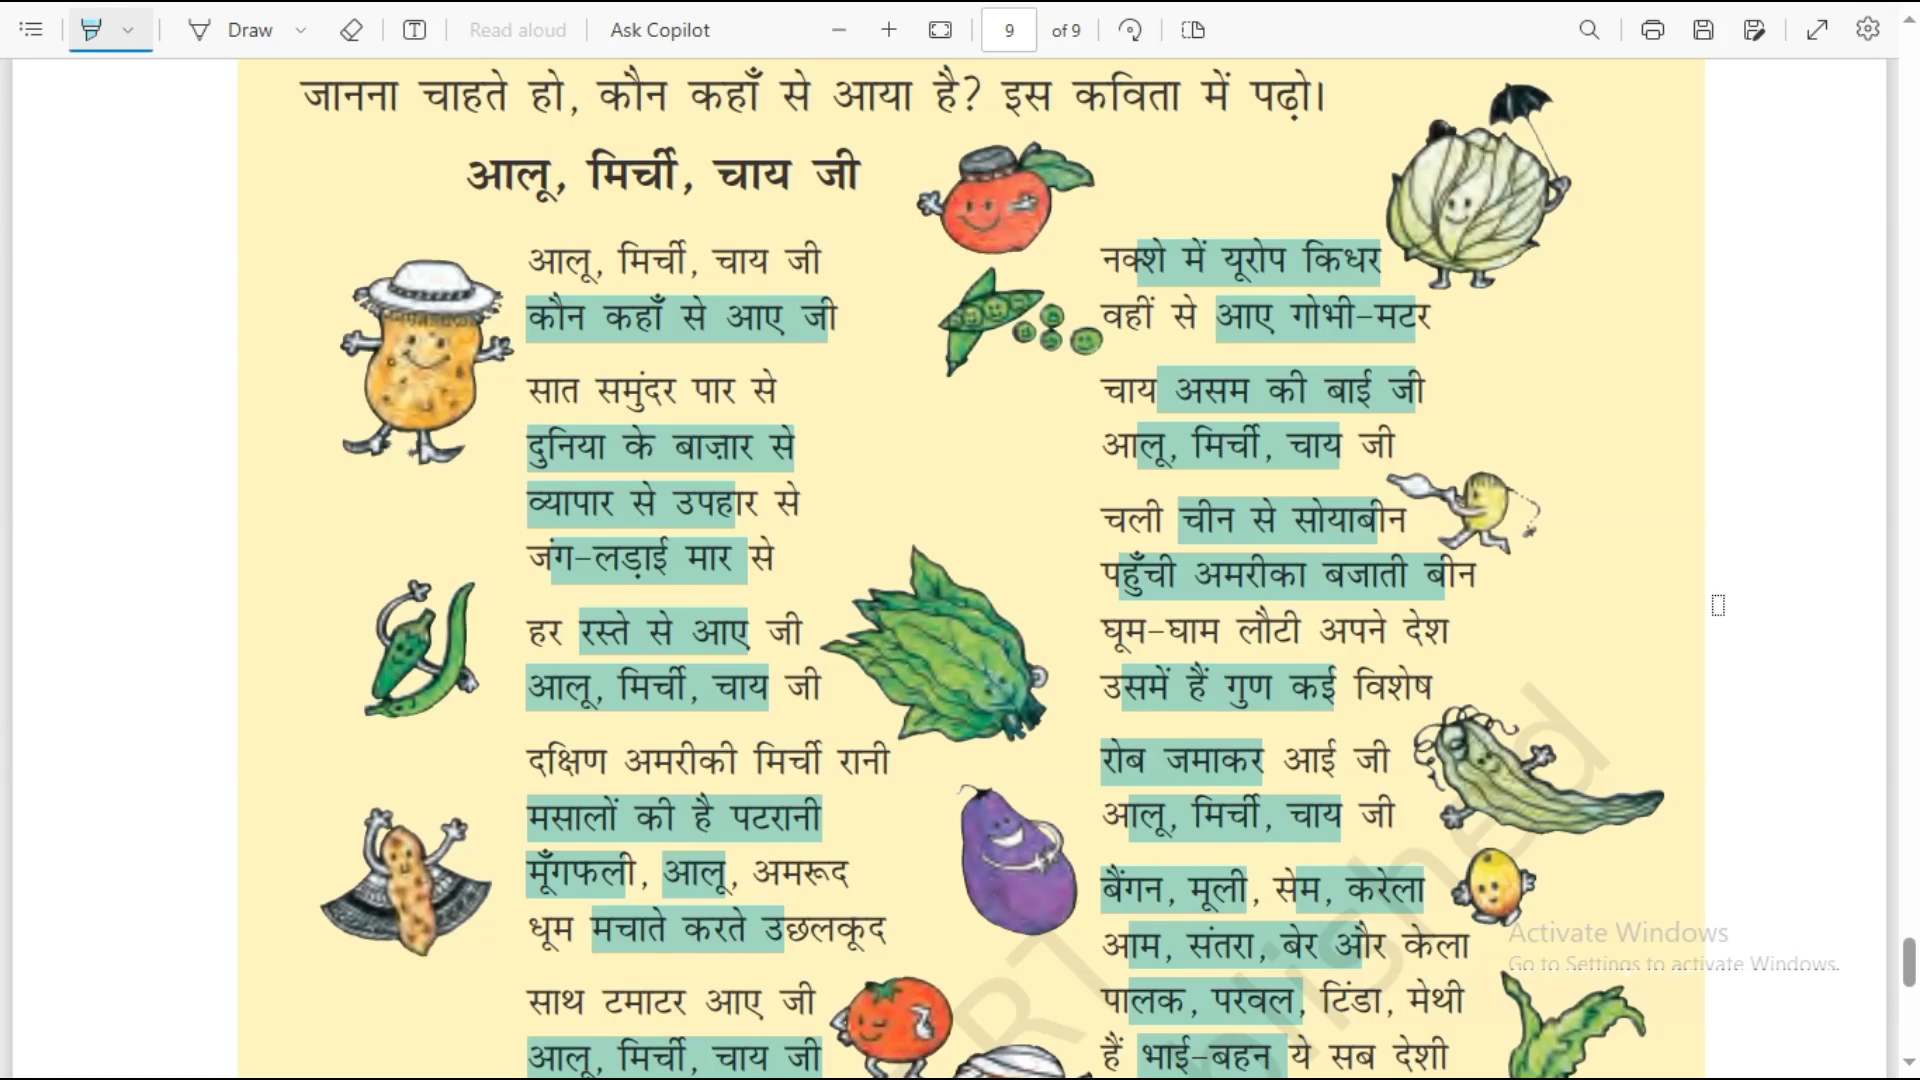 Draw
Read aloud
Ask Copilot
9
of 9
जानना चाहते हो, कौन कहाँ से आया है? इस कविता में पढ़ो।
आलू, मिर्ची, चाय जी
आलू, मिर्ची, चाय जी
कौन कहाँ से आए जी
सात समुंदर पार से
दुनिया के बाज़ार से
व्यापार से उपहार से
जंग-लड़ाई मार से
हर रस्ते से आए जी
आलू, मिर्ची, चाय जी
दक्षिण अमरीकी मिर्ची रानी
मसालों की है पटरानी
मूँगफली, आलू, अमरूद
धूम मचाते करते उछलकूद
साथ टमाटर आए जी
आलू, मिर्ची, चाय जी
नक्शे में यूरोप किधर
वहीं से आए गोभी-मटर
चाय असम की बाई जी
आलू, मिर्ची, चाय जी
चली चीन से सोयाबीन
पहुँची अमरीका बजाती बीन
घूम-घाम लौटी अपने देश
उसमें हैं गुण कई विशेष
रोब जमाकर आई जी
आलू, मिर्ची, चाय जी
बैंगन, मूली, सेम, करेला
आम, संतरा, बेर और केला
पालक, परवल, टिंडा, मेथी
हैं भाई-बहन ये सब देशी
Activate Windows
Go to Settings to activate Windows.